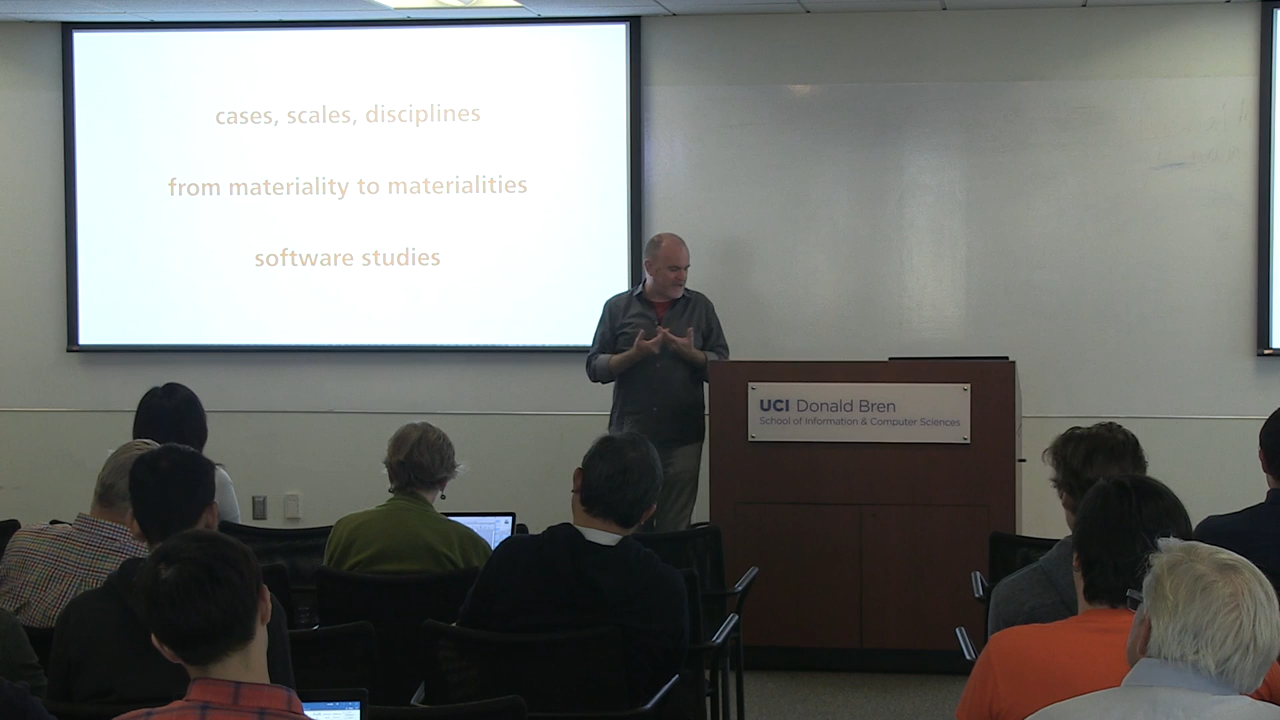 cases, scales, disciplines
from materiality to materialities
software studies
UCI Donald Bren
School of Information & Computer Sciences